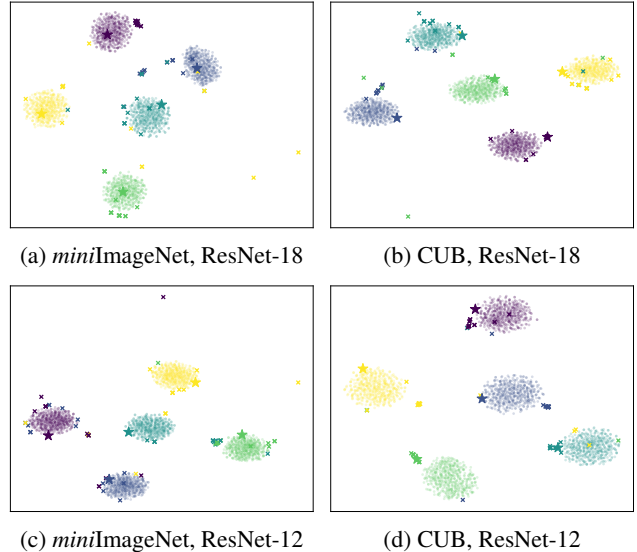 (a) miniImageNet, ResNet-18
(b) CUB, ResNet-18
(c) miniImageNet, ResNet-12
(d) CUB, ResNet-12